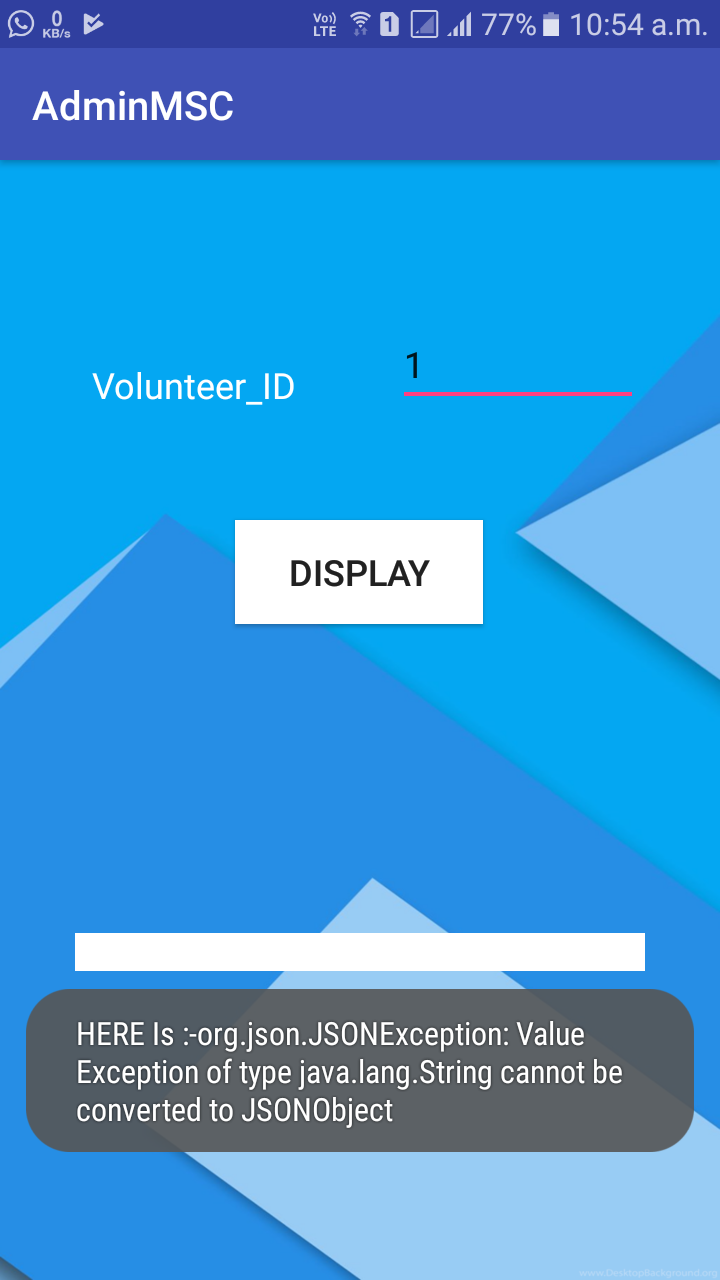 0
KB/s
Vo))
LTE
1
77%
10:54 a.m.
AdminMSC
1
Volunteer_ID
DISPLAY
HERE Is :-org.json.JSONException: Value
Exception of type java.lang.String cannot be
converted to JSONObject
www.DesktopBackground.org